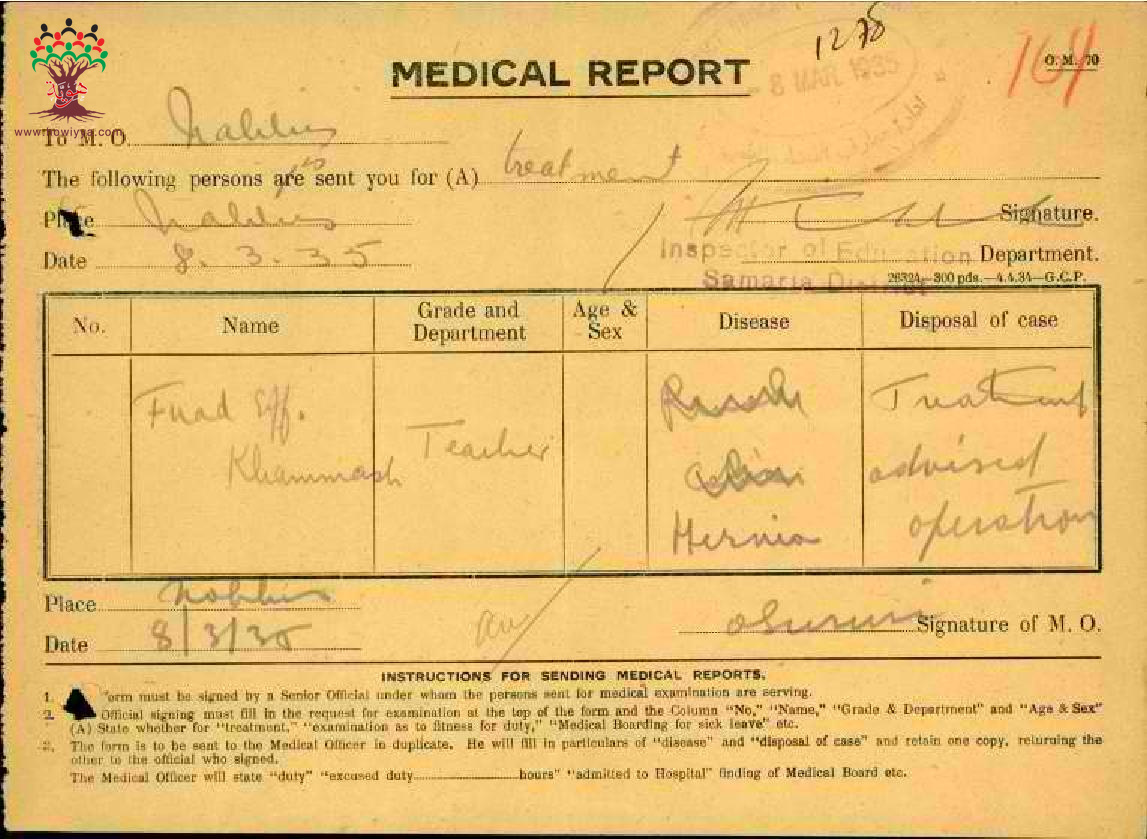 1275
MEDICAL REPORT
O.M. 70
161
8 MAR 1935
www.howiyya.com
To M. O. Nablus
The following persons are is sent you for (A) treatment
Place Nablus
Signature.
Date 8. 3. 35
Inspector of Education Department.
Samaria District
26324—300 pds.—4.4.34—G.C.P.
No. Name Grade and Department Age & Sex Disease Disposal of case
Fuad Eff. Khammash Teacher Hernia Treatment advised operation
Place Nablus
Signature of M. O.
Date 8/3/35
INSTRUCTIONS FOR SENDING MEDICAL REPORTS.
1. form must be signed by a Senior Official under whom the persons sent for medical examination are serving.
2. Official signing must fill in the request for examination at the top of the form and the Column "No," "Name," "Grade & Department" and "Age & Sex"
(A) State whether for "treatment," "examination as to fitness for duty," "Medical Boarding for sick leave" etc.
3. The form is to be sent to the Medical Officer in duplicate. He will fill in particulars of "disease" and "disposal of case" and retain one copy, returning the
other to the official who signed.
The Medical Officer will state "duty" "excused duty..............hours" "admitted to Hospital" finding of Medical Board etc.